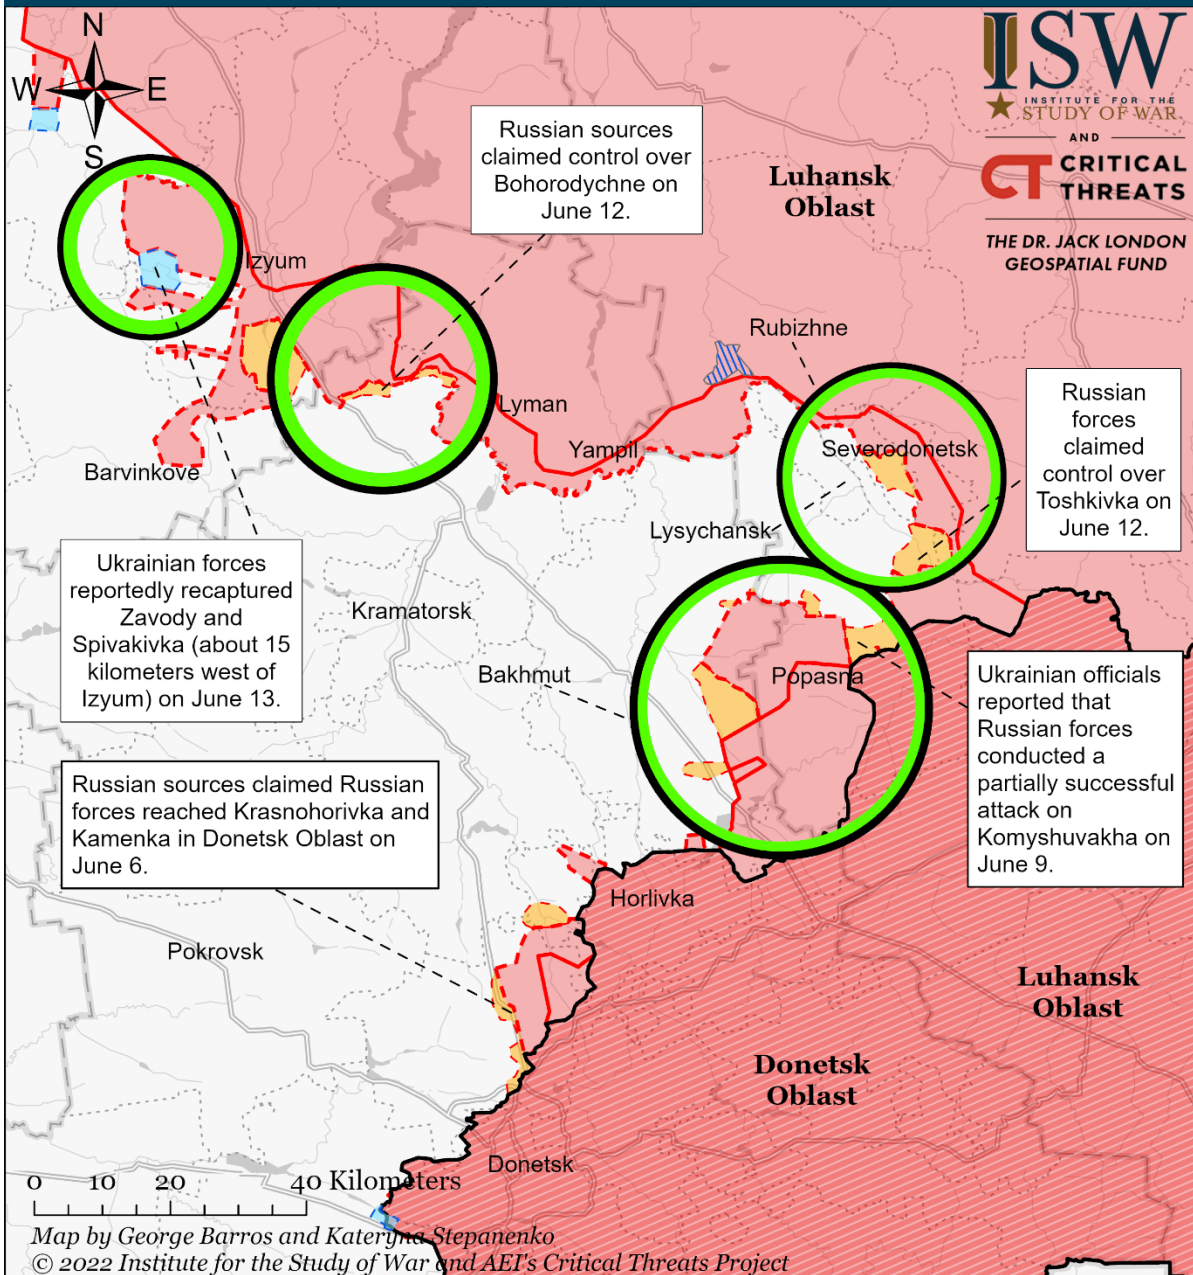 N
W
E
S
ISW
INSTITUTE FOR THE
STUDY OF WAR
AND
CT CRITICAL
THREATS
THE DR. JACK LONDON
GEOSPATIAL FUND
Russian sources
claimed control over
Bohorodychne on
June 12.
Luhansk
Oblast
Izyum
Rubizhne
Lyman
Yampil
Severodonetsk
Russian
forces
claimed
control over
Toshkivka on
June 12.
Barvinkove
Lysychansk
Ukrainian forces
reportedly recaptured
Zavody and
Spivakivka (about 15
kilometers west of
Izyum) on June 13.
Kramatorsk
Bakhmut
Popasna
Ukrainian officials
reported that
Russian forces
conducted a
partially successful
attack on
Komyshuvakha on
June 9.
Russian sources claimed Russian
forces reached Krasnohorivka and
Kamenka in Donetsk Oblast on
June 6.
Horlivka
Pokrovsk
Luhansk
Oblast
Donetsk
Oblast
Donetsk
0 10 20 40 Kilometers
Map by George Barros and Kateryna Stepanenko
© 2022 Institute for the Study of War and AEI's Critical Threats Project